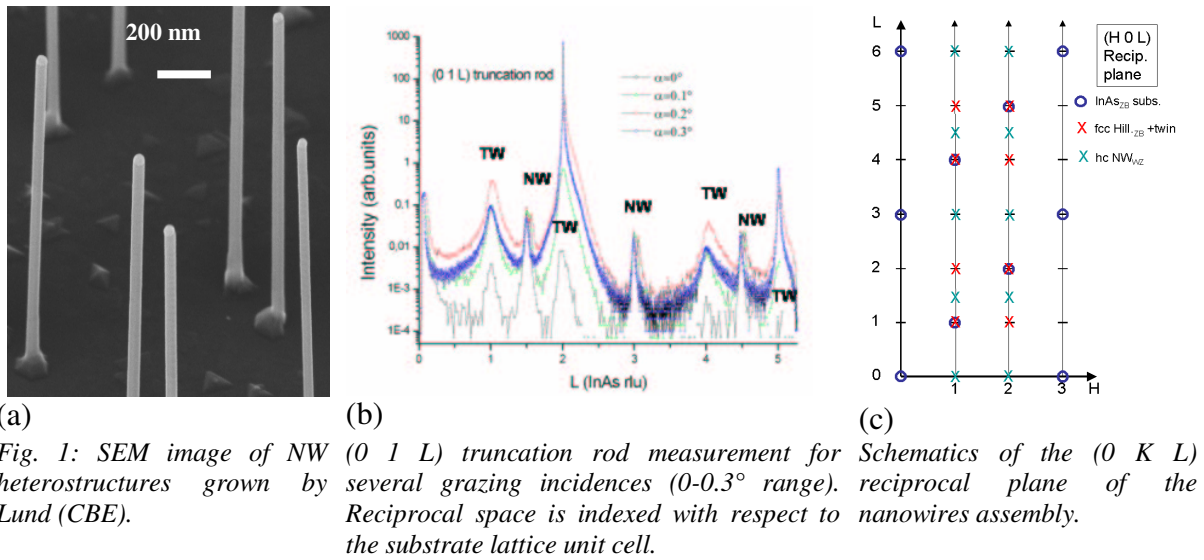 200 nm
(a)
Fig. 1: SEM image of NW
heterostructures grown by
Lund (CBE).
1000
100
10
1
0.1
0,01
1E-3
1E-4
Intensity (arb.units)
(0 1 L) truncation rod
α=0°
α=0.1°
α=0.2°
α=0.3°
TW
NW
TW
NW
TW
NW
TW
0
1
2
3
4
5
L (InAs rlu)
(b)
(0 1 L) truncation rod measurement for
several grazing incidences (0-0.3° range).
Reciprocal space is indexed with respect to
the substrate lattice unit cell.
L
6
5
4
3
2
1
0
1
2
3
H
(H 0 L)
Recip.
plane
InAsZB subs.
fcc Hill.ZB +twin
hc NWWZ
(c)
Schematics of the (0 K L)
reciprocal plane of the
nanowires assembly.